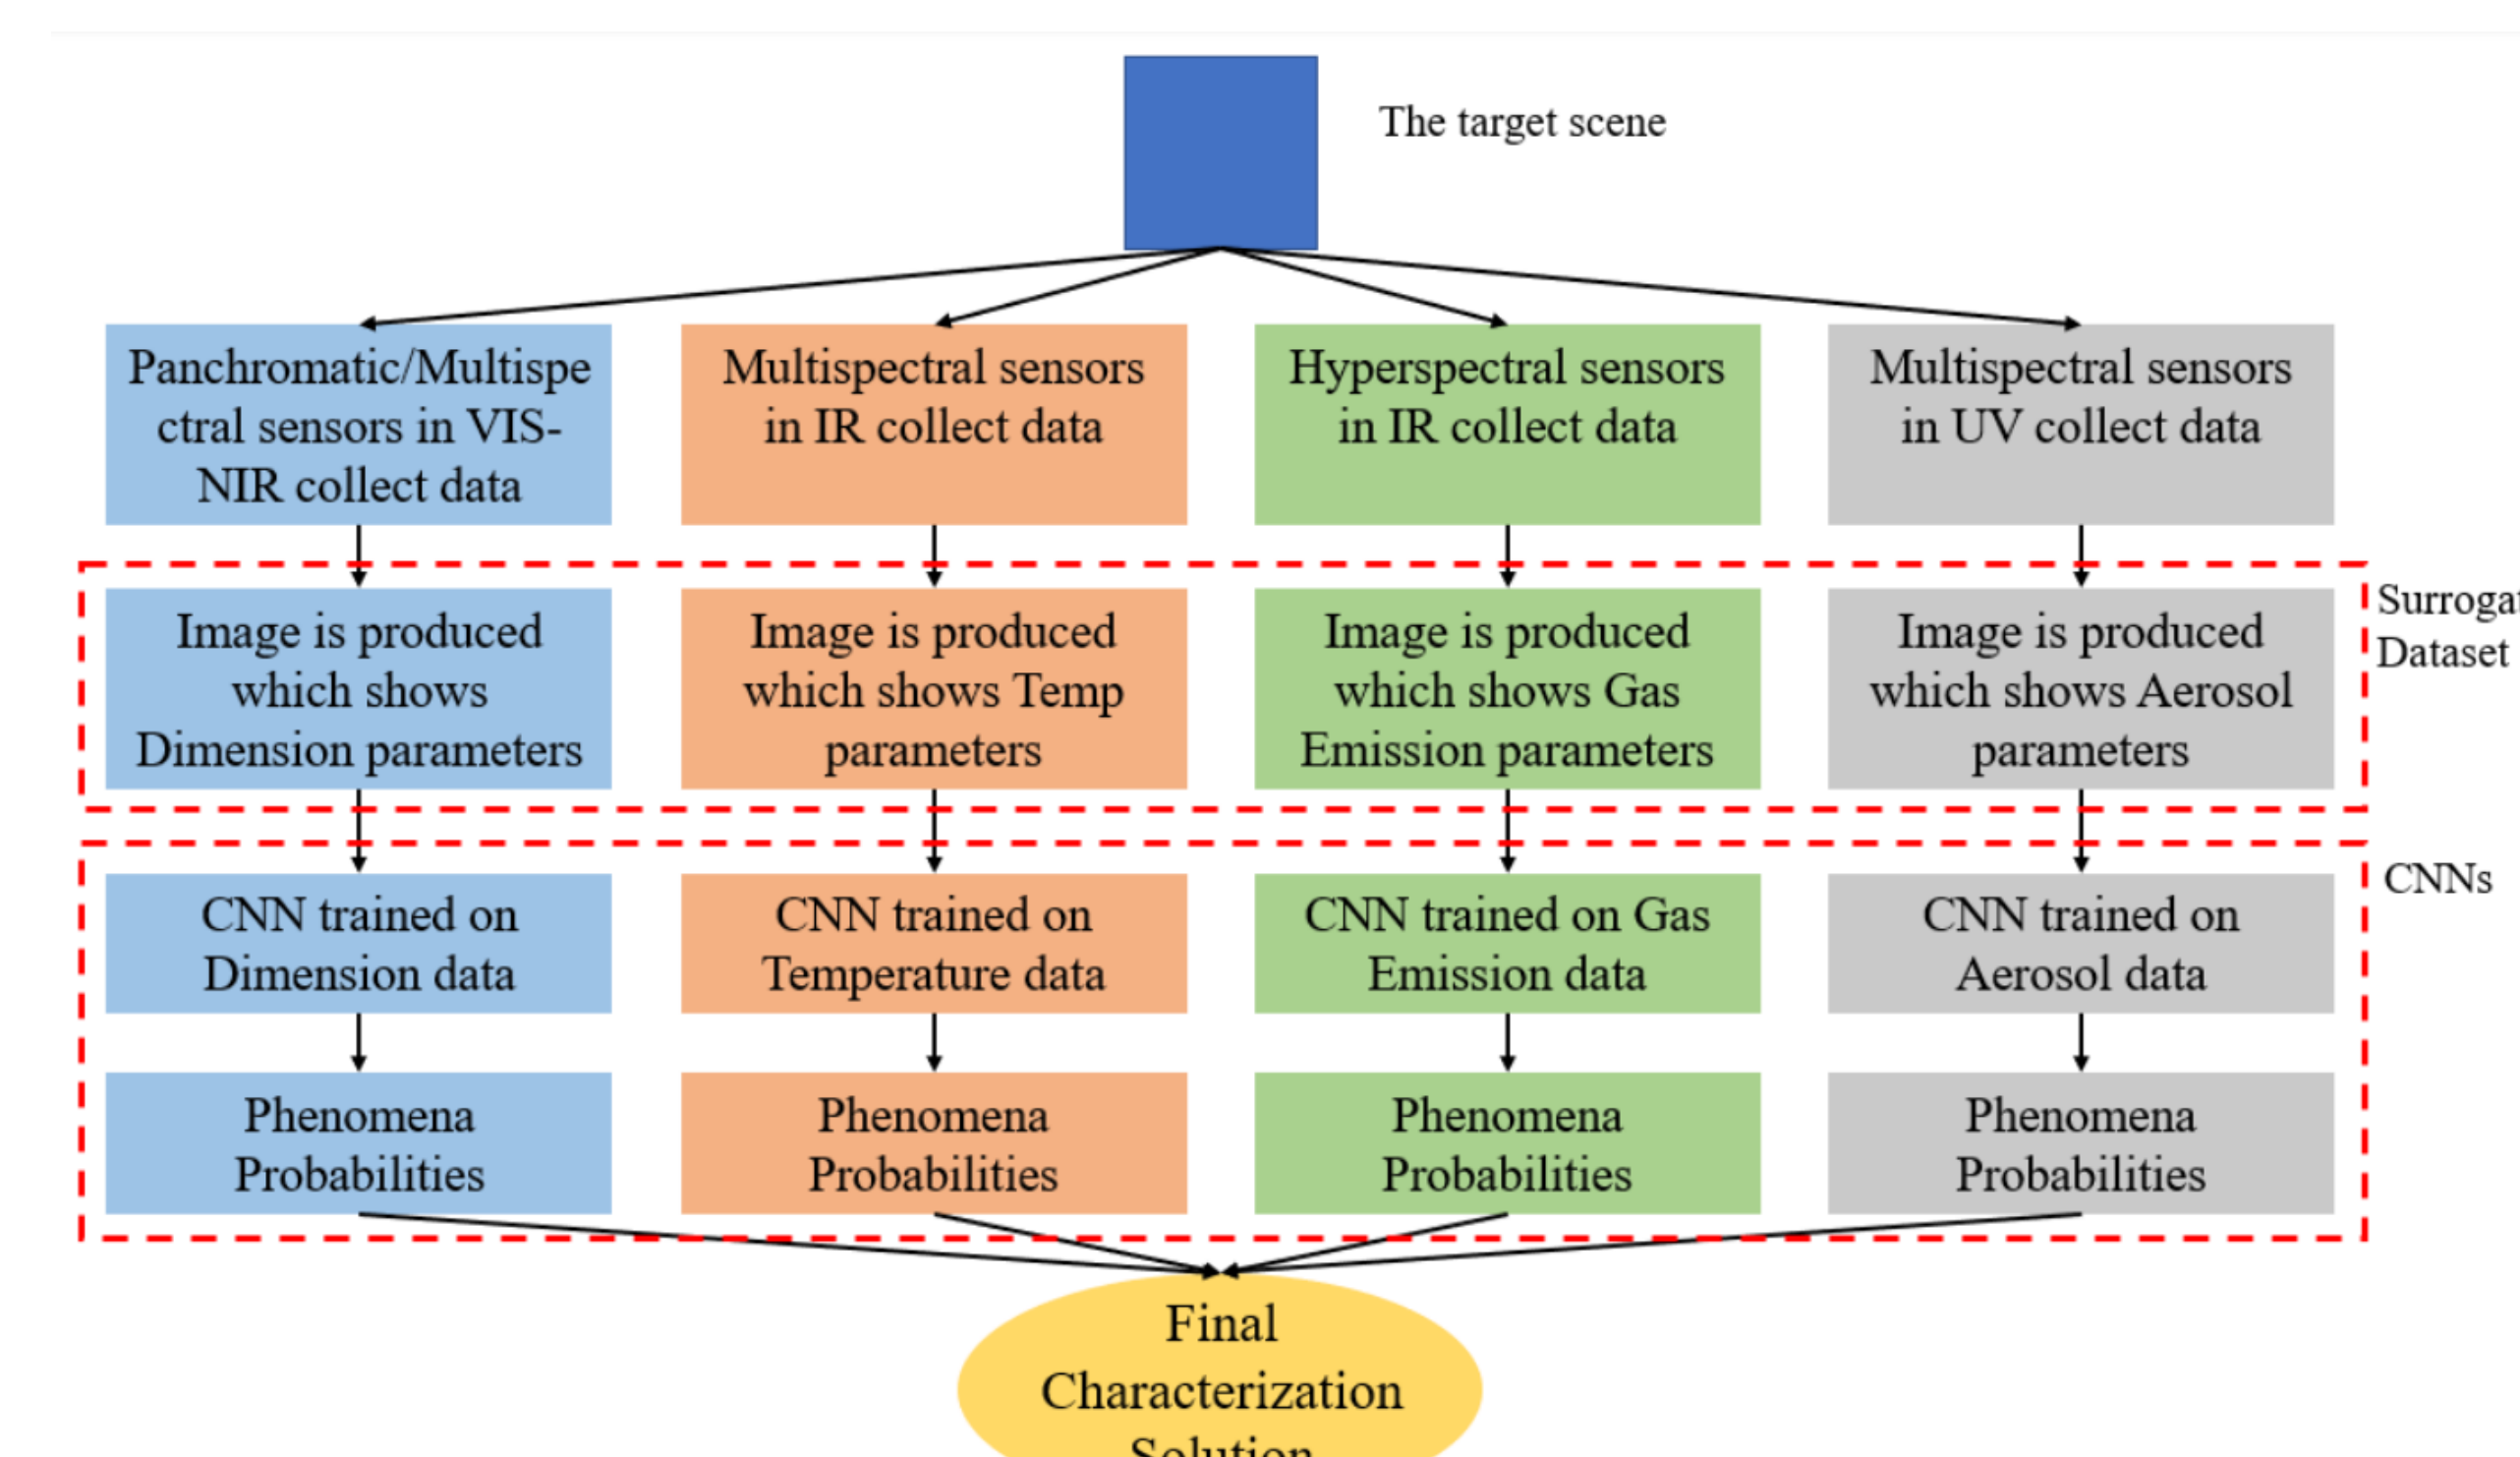 The target scene
Panchromatic/Multispe
ctral sensors in VIS-
NIR collect data
Multispectral sensors
in IR collect data
Hyperspectral sensors
in IR collect data
Multispectral sensors
in UV collect data
Image is produced
which shows
Dimension parameters
Image is produced
which shows Temp
parameters
Image is produced
which shows Gas
Emission parameters
Image is produced
which shows Aerosol
parameters
Dataset
CNN trained on
Dimension data
CNN trained on
Temperature data
CNN trained on Gas
Emission data
CNN trained on
Aerosol data
CNNs
Phenomena
Probabilities
Phenomena
Probabilities
Phenomena
Probabilities
Phenomena
Probabilities
Final
Characterization
Solution